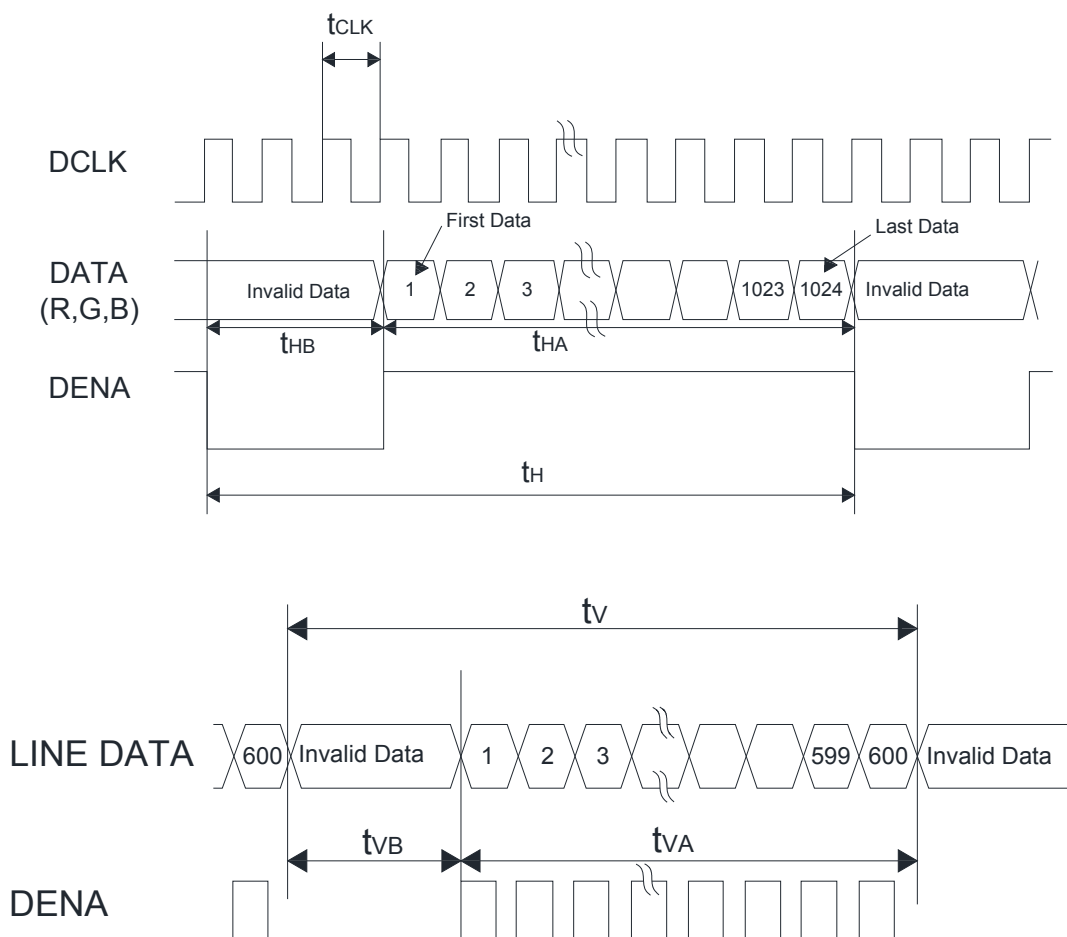 tCLK
DCLK
First Data
Last Data
DATA
(R,G,B)
Invalid Data 1 2 3 1023 1024 Invalid Data
tHB tHA
DENA
tH
tV
LINE DATA 600 Invalid Data 1 2 3 599 600 Invalid Data
tVB tVA
DENA